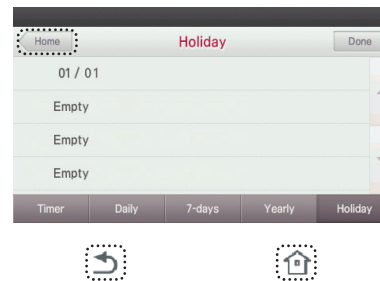 Home Holiday Done
01 / 01
Empty
Empty
Empty
Timer Daily 7-days Yearly Holiday